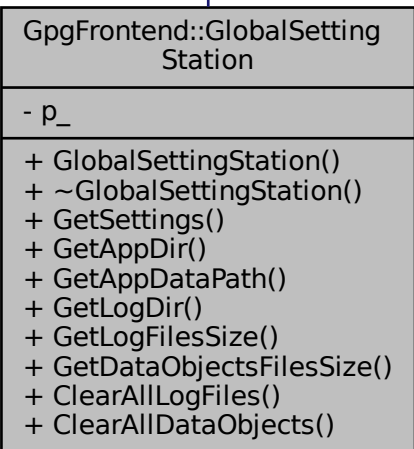 GpgFrontend::GlobalSetting
Station
- p_
+ GlobalSettingStation()
+ ~GlobalSettingStation()
+ GetSettings()
+ GetAppDir()
+ GetAppDataPath()
+ GetLogDir()
+ GetLogFilesSize()
+ GetDataObjectsFilesSize()
+ ClearAllLogFiles()
+ ClearAllDataObjects()